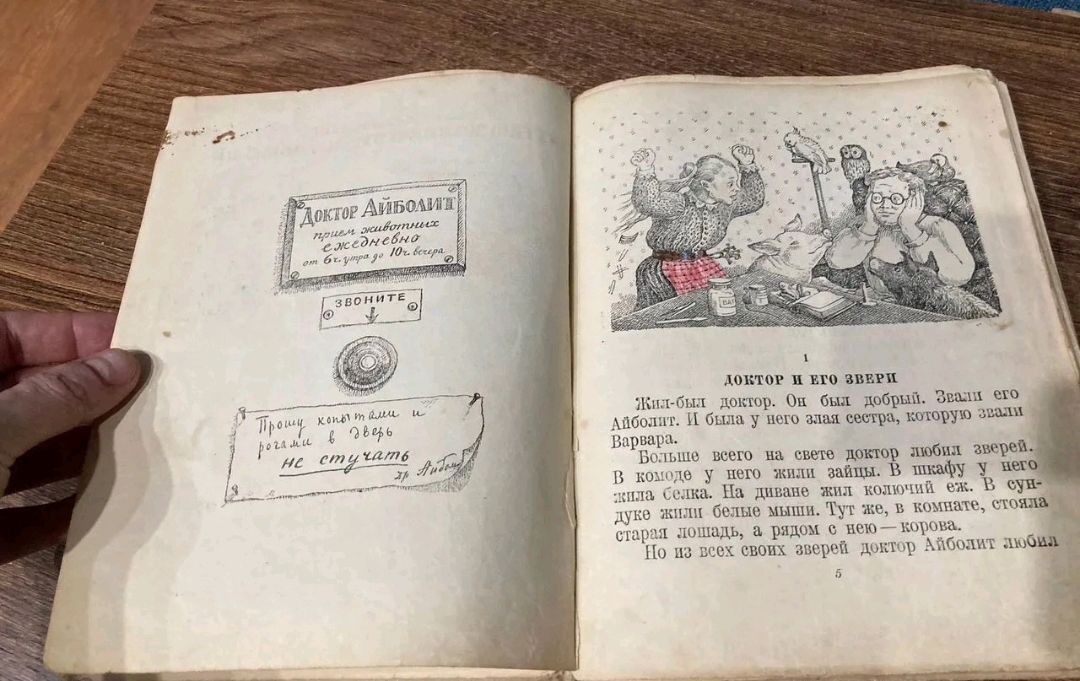 ДОКТОР АЙБОЛИТ
прием животных
ежедневно
от 6 ч. утра до 10 ч. вечера
ЗВОНИТЕ
Прошу копытами и
рогами в дверь
не стучать
др Айбол
ВАР
1
ДОКТОР И ЕГО ЗВЕРИ
Жил-был доктор. Он был добрый. Звали его
Айболит. И была у него злая сестра, которую звали
Варвара.
Больше всего на свете доктор любил зверей.
В комоде у него жили зайцы. В шкафу у него
жила белка. На диване жил колючий еж. В сун-
дуке жили белые мыши. Тут же, в комнате, стояла
старая лошадь, а рядом с нею — корова.
Но из всех своих зверей доктор Айболит любил
5